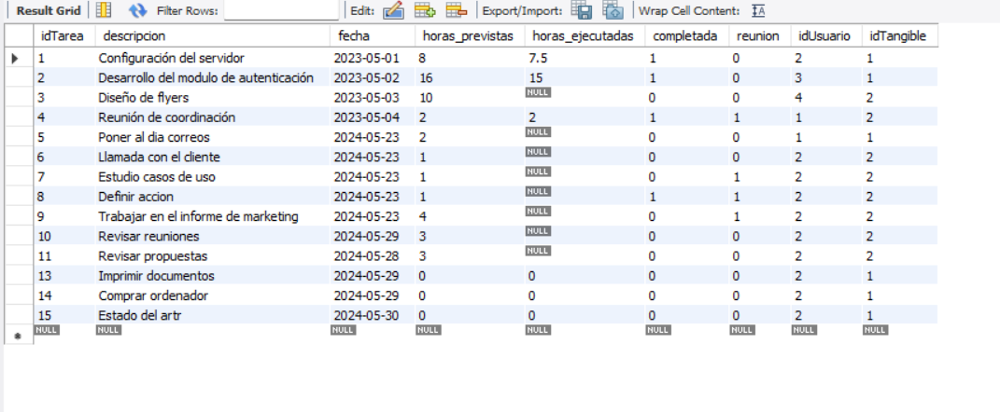 Result Grid Filter Rows: Edit: Export/Import: Wrap Cell Content: IA
idTarea descripcion fecha horas_previstas horas_ejecutadas completada reunion idUsuario idTangible
1 Configuración del servidor 2023-05-01 8 7.5 1 0 2 1
2 Desarrollo del modulo de autenticación 2023-05-02 16 15 1 0 3 1
3 Diseño de flyers 2023-05-03 10 NULL 0 0 4 2
4 Reunión de coordinación 2023-05-04 2 2 1 1 1 2
5 Poner al dia correos 2024-05-23 2 NULL 0 0 1 1
6 Llamada con el cliente 2024-05-23 1 NULL 0 0 2 2
7 Estudio casos de uso 2024-05-23 1 NULL 0 1 2 2
8 Definir accion 2024-05-23 1 NULL 1 1 2 2
9 Trabajar en el informe de marketing 2024-05-23 4 NULL 0 1 2 2
10 Revisar reuniones 2024-05-29 3 NULL 0 0 2 2
11 Revisar propuestas 2024-05-28 3 NULL 0 0 2 2
13 Imprimir documentos 2024-05-29 0 0 0 0 2 1
14 Comprar ordenador 2024-05-29 0 0 0 0 2 1
15 Estado del artr 2024-05-30 0 0 0 0 2 1
NULL NULL NULL NULL NULL NULL NULL NULL NULL